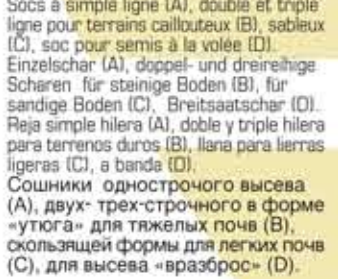 Socs à simple ligne (A), double et triple
ligne pour terrains caillouteux (B), sableux
(C), soc pour semis à la volée (D).
Einzelschar (A), doppel- und dreireihige
Scharen für steinige Boden (B), für
sandige Boden (C), Breitsaatschar (D).
Reja simple hilera (A), doble y triple hilera
para terrenos duros (B), llana para lierras
ligeras (C), a banda (D).
Сошники однострочого высева
(А), двух- трех-строчного в форме
«утюга» для тяжелых почв (В),
скользящей формы для легких почв
(С), для высева «вразброс» (D).